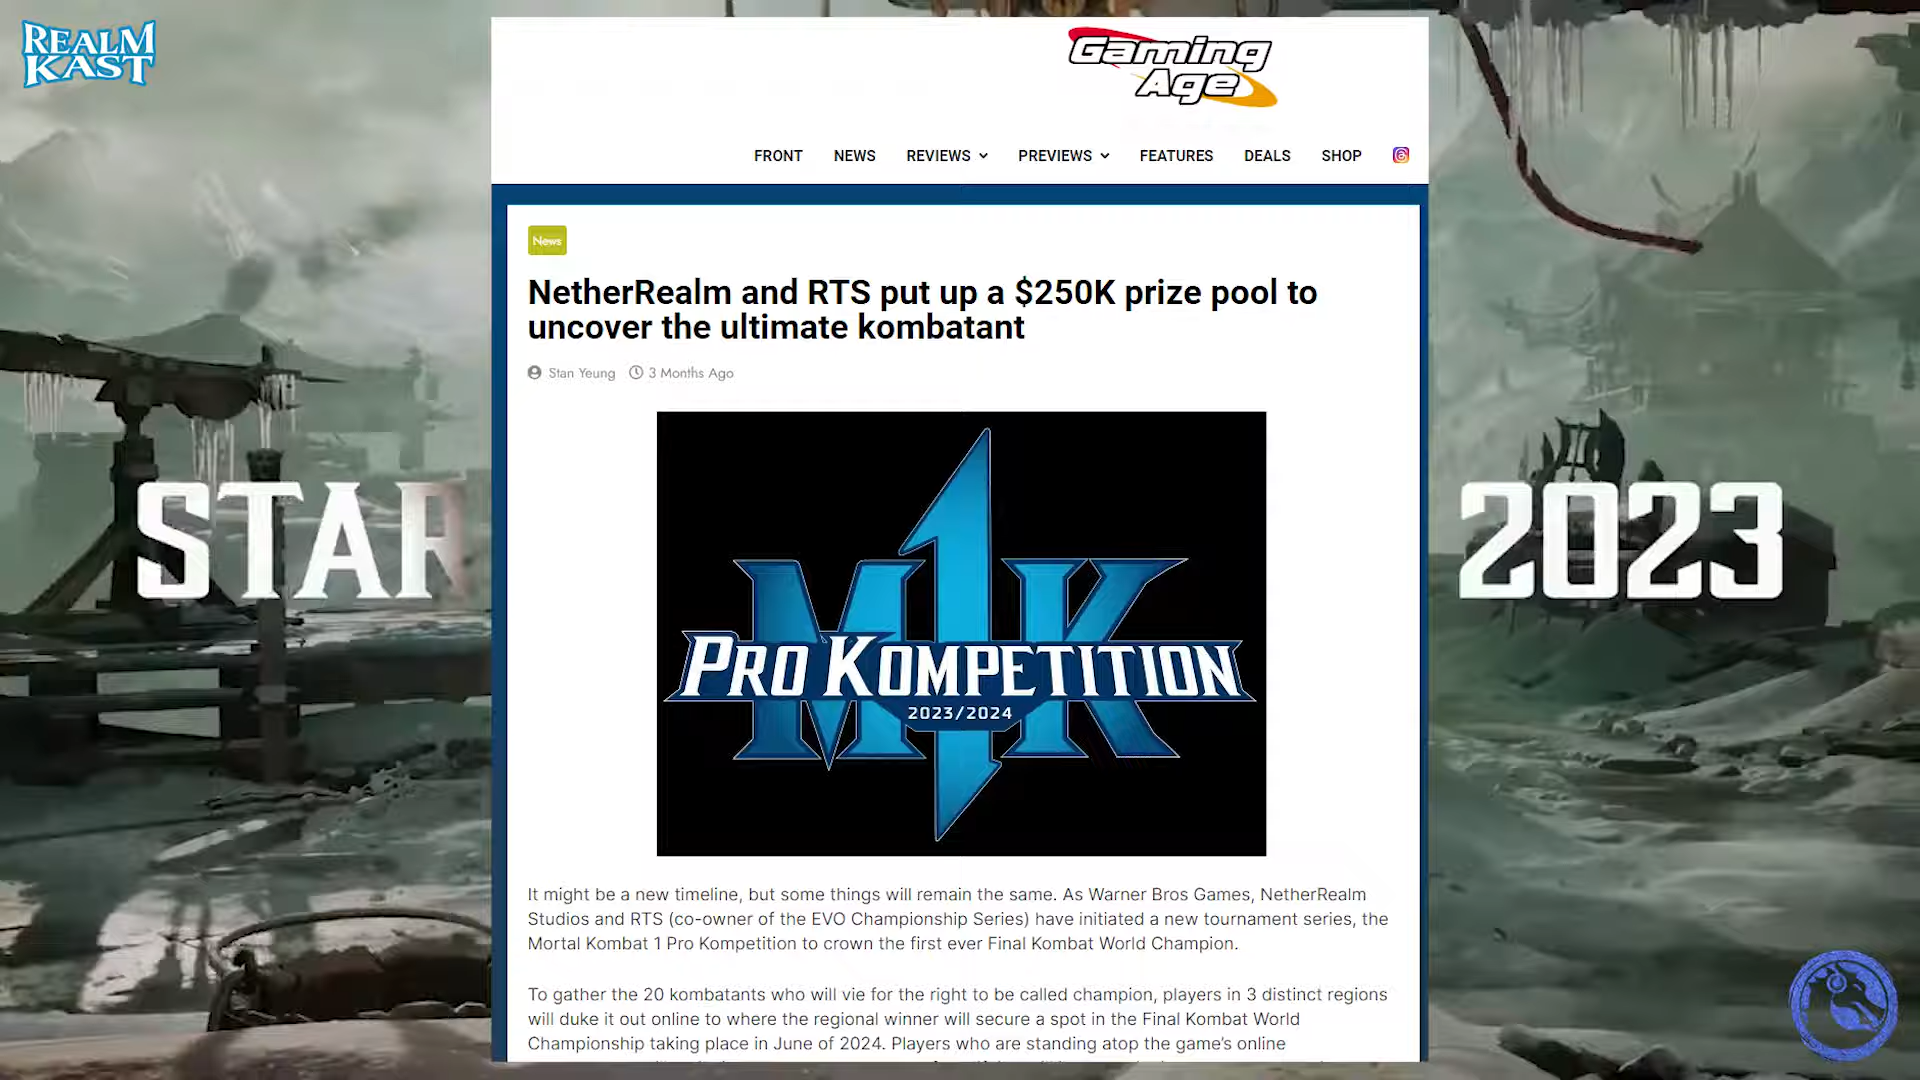 REALM
KAST
Gaming
Age
FRONT NEWS REVIEWS PREVIEWS FEATURES DEALS SHOP
News
NetherRealm and RTS put up a $250K prize pool to
uncover the ultimate kombatant
Stan Yeung 3 Months Ago
STAR
2023
MK1
PRO KOMPETITION
2023/2024
It might be a new timeline, but some things will remain the same. As Warner Bros Games, NetherRealm
Studios and RTS (co-owner of the EVO Championship Series) have initiated a new tournament series, the
Mortal Kombat 1 Pro Kompetition to crown the first ever Final Kombat World Champion.
To gather the 20 kombatants who will vie for the right to be called champion, players in 3 distinct regions
will duke it out online to where the regional winner will secure a spot in the Final Kombat World
Championship taking place in June of 2024. Players who are standing atop the game's online